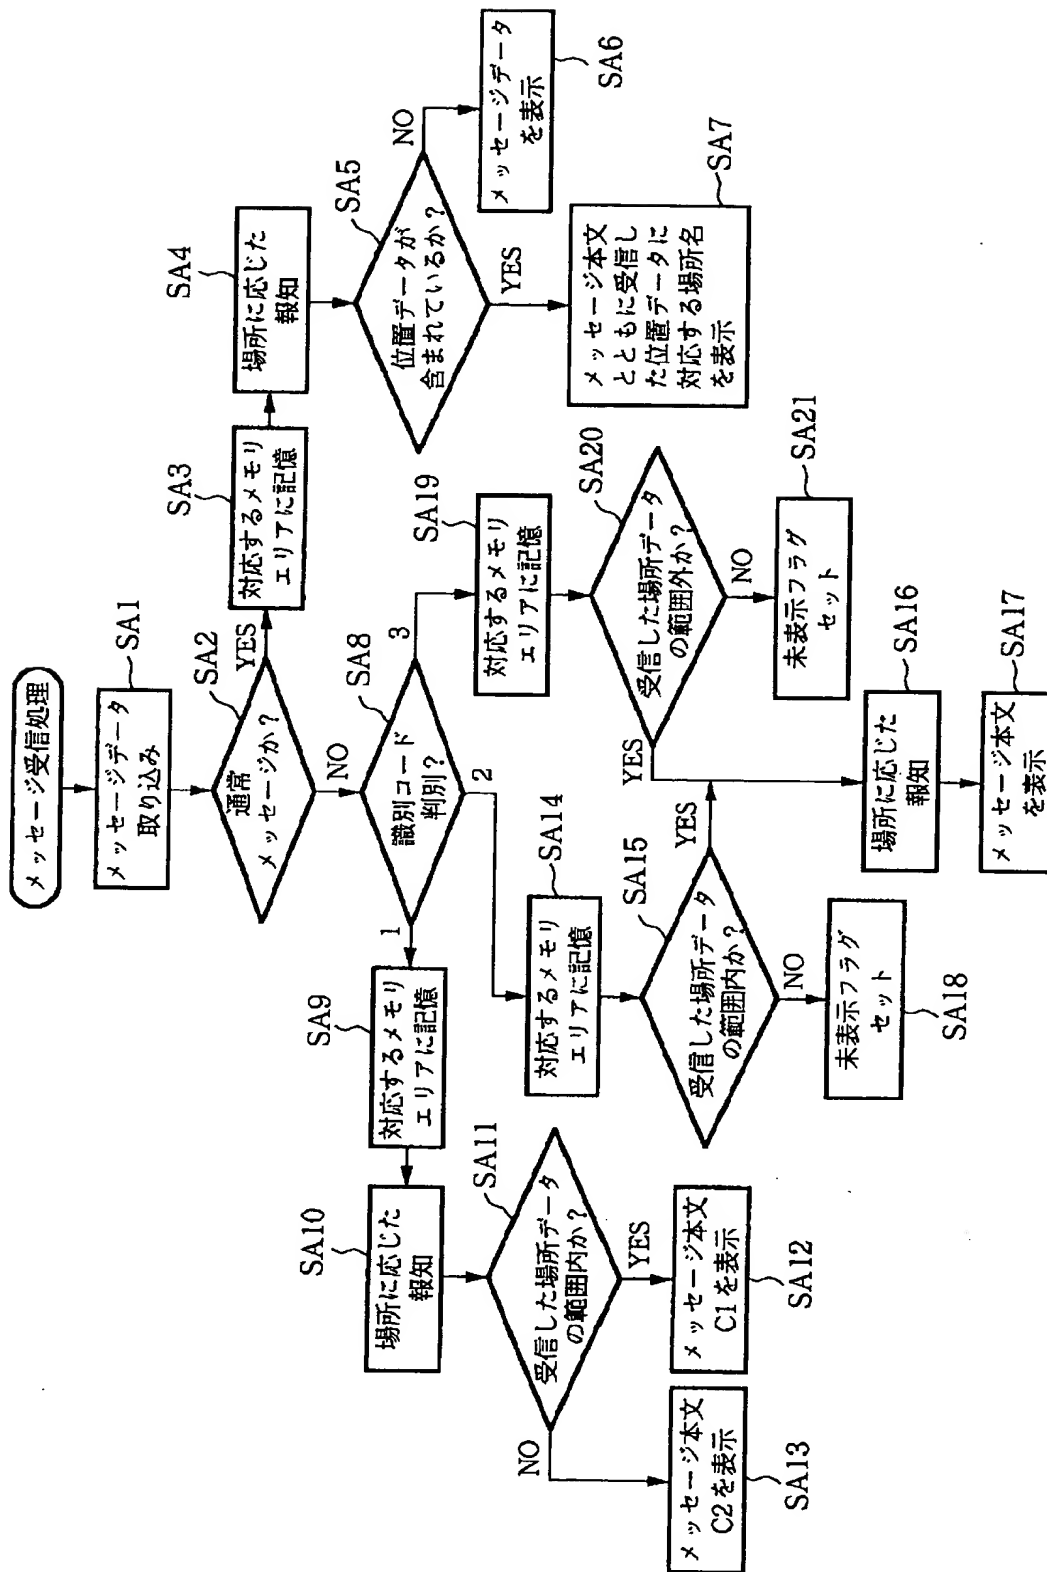 メッセージ受信処理
SA1
メッセージデータ
取り込み
SA2
通常
メッセージか？
YES
NO
SA3
対応するメモリ
エリアに記憶
SA4
場所に応じた
報知
SA5
位置データが
含まれているか？
NO
YES
SA6
メッセージデータ
を表示
SA7
メッセージ本文
とともに受信し
た位置データに
対応する場所名
を表示
SA8
識別コード
判別？
1
2
3
SA9
対応するメモリ
エリアに記憶
SA10
場所に応じた
報知
SA11
受信した場所データ
の範囲内か？
YES
NO
SA12
メッセージ本文
C1を表示
SA13
メッセージ本文
C2を表示
SA14
対応するメモリ
エリアに記憶
SA15
受信した場所データ
の範囲内か？
YES
NO
SA16
場所に応じた
報知
SA17
メッセージ本文
を表示
SA18
未表示フラグ
セット
SA19
対応するメモリ
エリアに記憶
SA20
受信した場所データ
の範囲外か？
YES
NO
SA21
未表示フラグ
セット